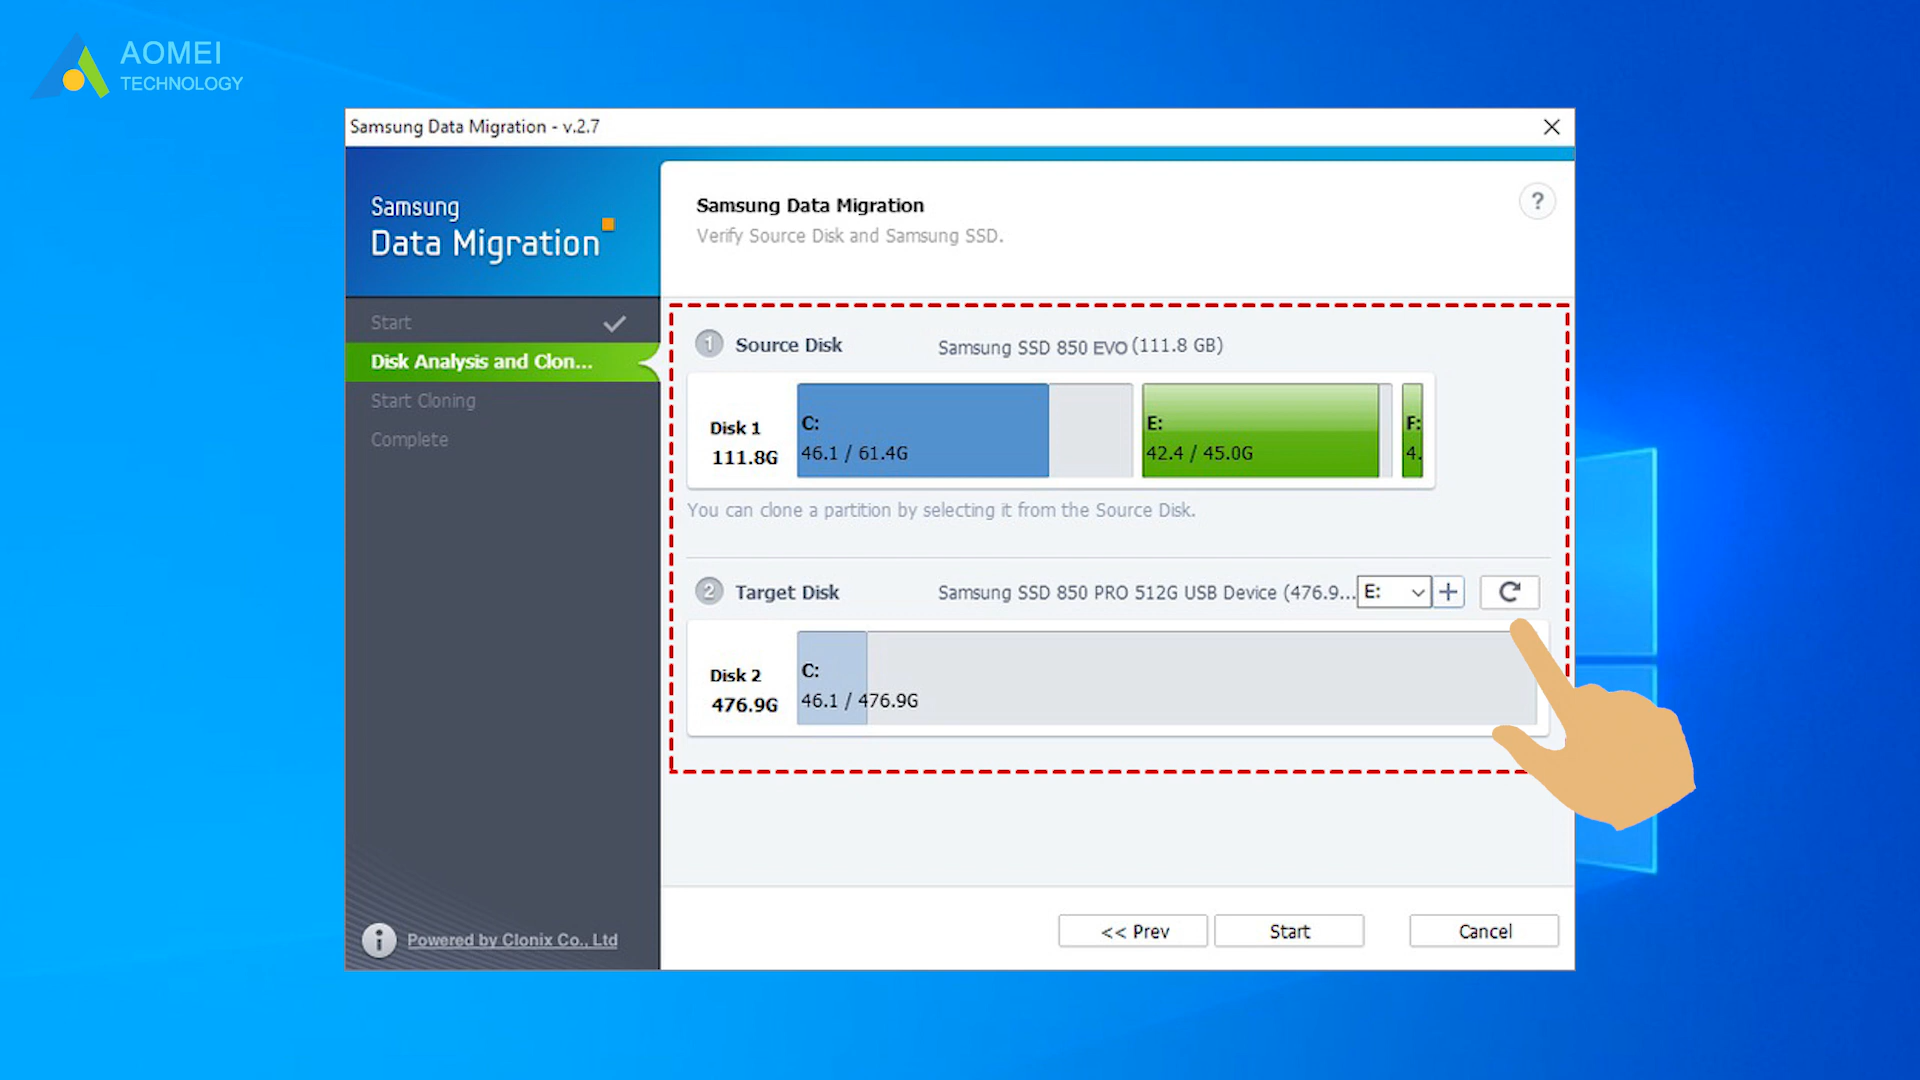 AOMEI
TECHNOLOGY
Samsung Data Migration - v.2.7
Samsung
Data Migration
Start
Disk Analysis and Clon...
Start Cloning
Complete
Powered by Clonix Co., Ltd
Samsung Data Migration
Verify Source Disk and Samsung SSD.
?
1 Source Disk Samsung SSD 850 EVO (111.8 GB)
Disk 1
111.8G
C:
46.1 / 61.4G
E:
42.4 / 45.0G
F:
4.
You can clone a partition by selecting it from the Source Disk.
2 Target Disk Samsung SSD 850 PRO 512G USB Device (476.9... E:
Disk 2
476.9G
C:
46.1 / 476.9G
<< Prev Start Cancel